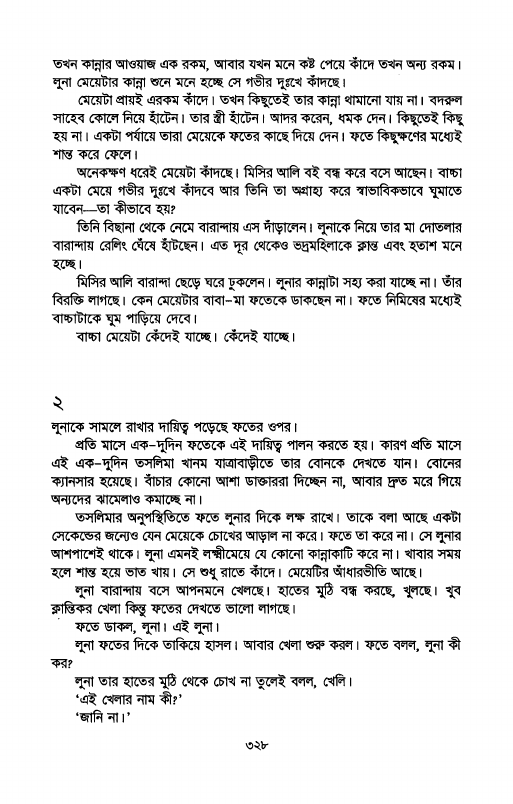 তখন কান্নার আওয়াজ এক রকম, আবার যখন মনে কষ্ট পেয়ে কাঁদে তখন অন্য রকম।
লুনা মেয়েটার কান্না শুনে মনে হচ্ছে সে গভীর দুঃখে কাঁদছে।
মেয়েটা প্রায়ই এরকম কাঁদে। তখন কিছুতেই তার কান্না থামানো যায় না। বদরুল
সাহেব কোলে নিয়ে হাঁটেন। তার স্ত্রী হাঁটেন। আদর করেন, ধমক দেন। কিছুতেই কিছু
হয় না। একটা পর্যায়ে তারা মেয়েকে ফতের কাছে দিয়ে দেন। ফতে কিছুক্ষণের মধ্যেই
শান্ত করে ফেলে।
অনেকক্ষণ ধরেই মেয়েটা কাঁদছে। মিসির আলি বই বন্ধ করে বসে আছেন। বাচ্চা
একটা মেয়ে গভীর দুঃখে কাঁদবে আর তিনি তা অগ্রাহ্য করে স্বাভাবিকভাবে ঘুমাতে
যাবেন—তা কীভাবে হয়?
তিনি বিছানা থেকে নেমে বারান্দায় এস দাঁড়ালেন। লুনাকে নিয়ে তার মা দোতলার
বারান্দায় রেলিং ঘেঁষে হাঁটছেন। এত দূর থেকেও ভদ্রমহিলাকে ক্লান্ত এবং হতাশ মনে
হচ্ছে।
মিসির আলি বারান্দা ছেড়ে ঘরে ঢুকলেন। লুনার কান্নাটা সহ্য করা যাচ্ছে না। তাঁর
বিরক্তি লাগছে। কেন মেয়েটার বাবা-মা ফতেকে ডাকছেন না। ফতে নিমিষের মধ্যেই
বাচ্চাটাকে ঘুম পাড়িয়ে দেবে।
বাচ্চা মেয়েটা কেঁদেই যাচ্ছে। কেঁদেই যাচ্ছে।
২
লুনাকে সামলে রাখার দায়িত্ব পড়েছে ফতের ওপর।
প্রতি মাসে এক-দুদিন ফতেকে এই দায়িত্ব পালন করতে হয়। কারণ প্রতি মাসে
এই এক-দুদিন তসলিমা খানম যাত্রাবাড়ীতে তার বোনকে দেখতে যান। বোনের
ক্যানসার হয়েছে। বাঁচার কোনো আশা ডাক্তাররা দিচ্ছেন না, আবার দ্রুত মরে গিয়ে
অন্যদের ঝামেলাও কমাচ্ছে না।
তসলিমার অনুপস্থিতিতে ফতে লুনার দিকে লক্ষ রাখে। তাকে বলা আছে একটা
সেকেন্ডের জন্যেও যেন মেয়েকে চোখের আড়াল না করে। ফতে তা করে না। সে লুনার
আশপাশেই থাকে। লুনা এমনই লক্ষ্মীমেয়ে যে কোনো কান্নাকাটি করে না। খাবার সময়
হলে শান্ত হয়ে ভাত খায়। সে শুধু রাতে কাঁদে। মেয়েটির আঁধারভীতি আছে।
লুনা বারান্দায় বসে আপনমনে খেলছে। হাতের মুঠি বন্ধ করছে, খুলছে। খুব
ক্লান্তিকর খেলা কিন্তু ফতের দেখতে ভালো লাগছে।
ফতে ডাকল, লুনা। এই লুনা।
লুনা ফতের দিকে তাকিয়ে হাসল। আবার খেলা শুরু করল। ফতে বলল, লুনা কী
কর?
লুনা তার হাতের মুঠি থেকে চোখ না তুলেই বলল, খেলি।
‘এই খেলার নাম কী?’
‘জানি না।’
৩২৮